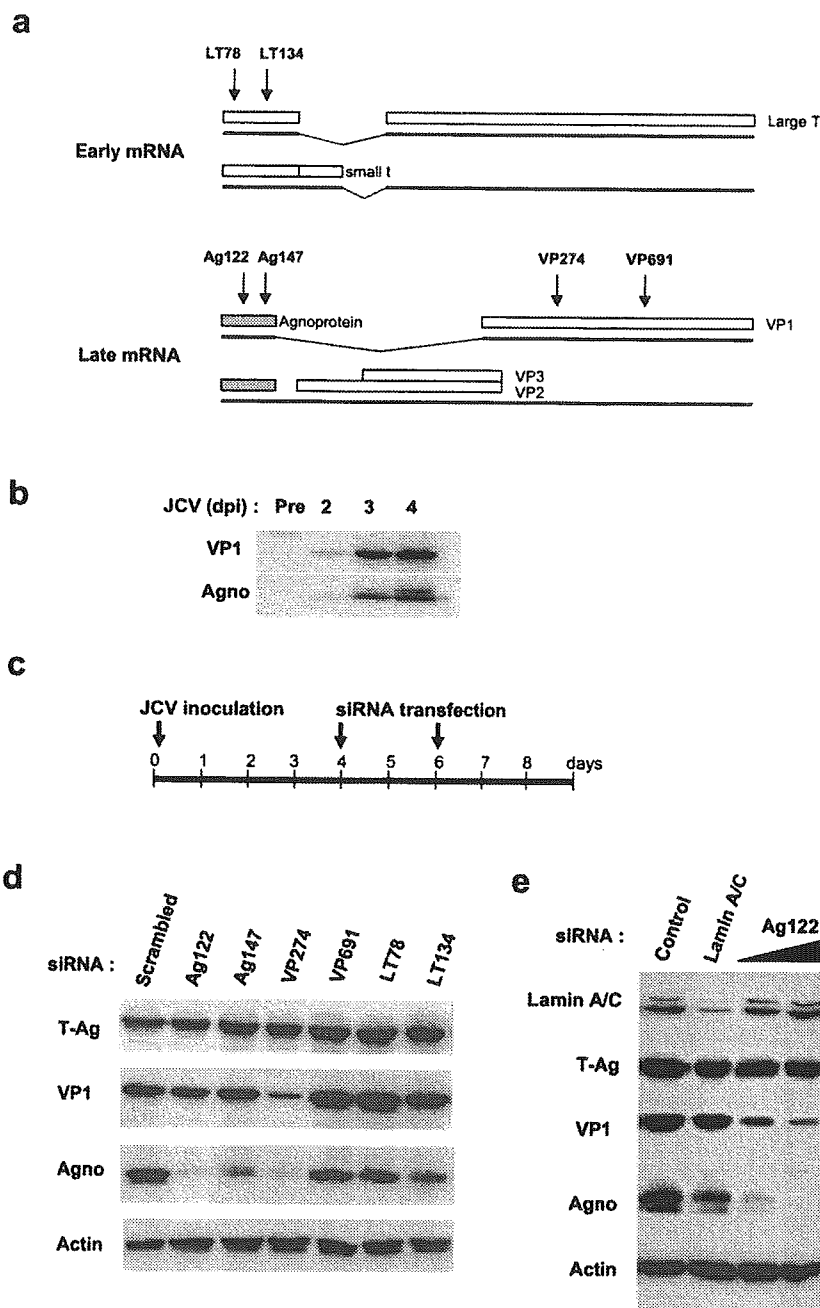 a
LT78 LT134
Large T
Early mRNA
small t
Ag122 Ag147 VP274 VP691
Agnoprotein
VP1
Late mRNA
VP3
VP2
b
JCV (dpi) : Pre 2 3 4
VP1
Agno
c
JCV inoculation siRNA transfection
0 1 2 3 4 5 6 7 8 days
d
siRNA : Scrambled Ag122 Ag147 VP274 VP691 LT78 LT134
T-Ag
VP1
Agno
Actin
e
siRNA : Control Lamin A/C Ag122
Lamin A/C
T-Ag
VP1
Agno
Actin